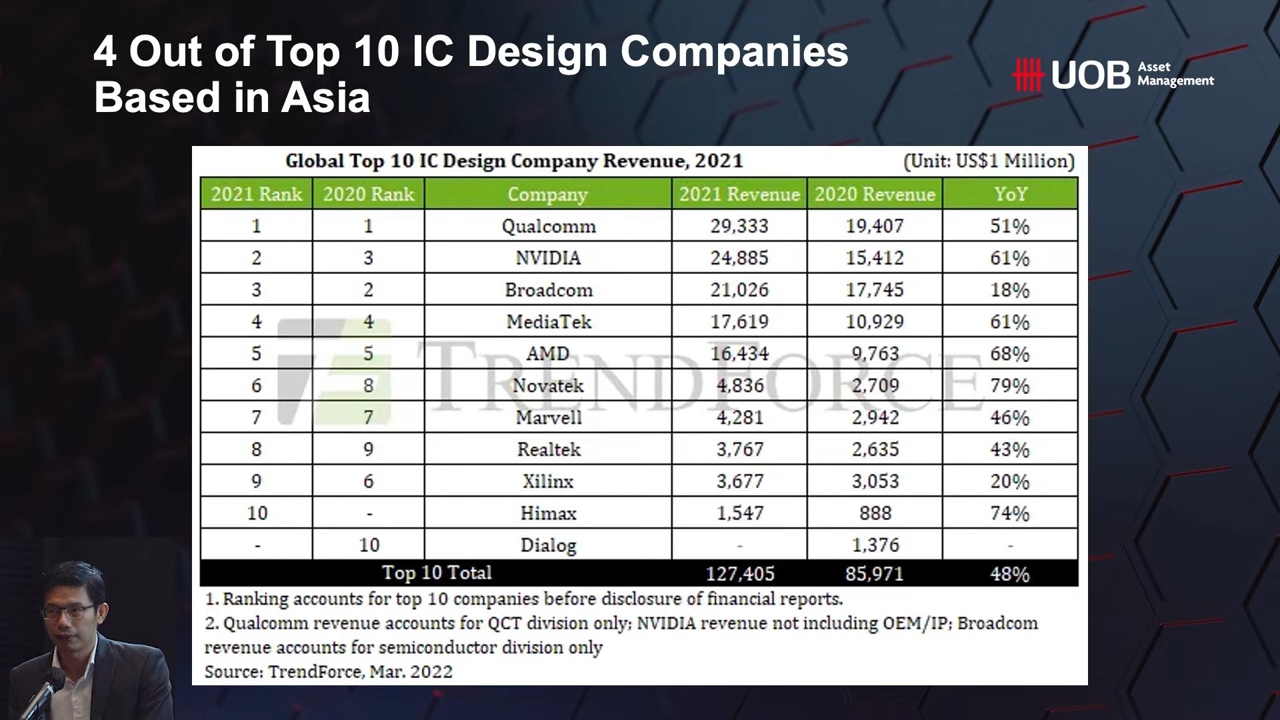 4 Out of Top 10 IC Design Companies
Based in Asia
UOB Asset Management
Global Top 10 IC Design Company Revenue, 2021 (Unit: US$1 Million)
2021 Rank 2020 Rank Company 2021 Revenue 2020 Revenue YoY
1 1 Qualcomm 29,333 19,407 51%
2 3 NVIDIA 24,885 15,412 61%
3 2 Broadcom 21,026 17,745 18%
4 4 MediaTek 17,619 10,929 61%
5 5 AMD 16,434 9,763 68%
6 8 Novatek 4,836 2,709 79%
7 7 Marvell 4,281 2,942 46%
8 9 Realtek 3,767 2,635 43%
9 6 Xilinx 3,677 3,053 20%
10 - Himax 1,547 888 74%
- 10 Dialog - 1,376 -
Top 10 Total 127,405 85,971 48%
TRENDFORCE
1. Ranking accounts for top 10 companies before disclosure of financial reports.
2. Qualcomm revenue accounts for QCT division only; NVIDIA revenue not including OEM/IP; Broadcom
revenue accounts for semiconductor division only
Source: TrendForce, Mar. 2022